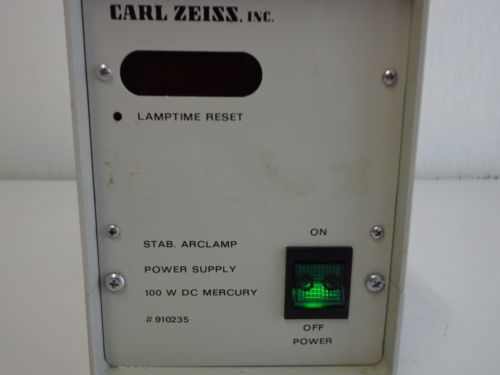 CARL ZEISS, INC.
LAMPTIME RESET
STAB. ARCLAMP
POWER SUPPLY
100 W DC MERCURY
# 910235
ON
OFF
POWER